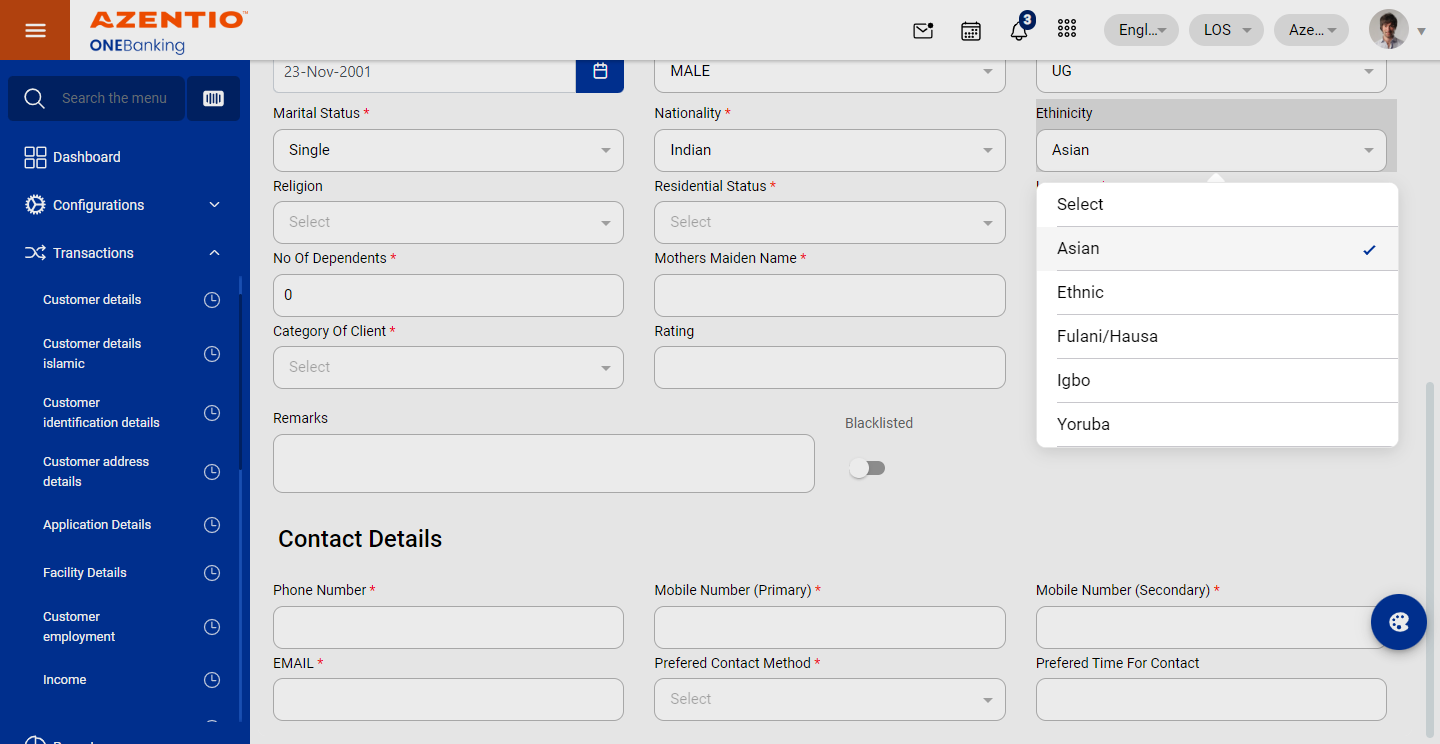 AZENTIO™
ONEBanking
3
Engl...
LOS
Aze...
Search the menu
Dashboard
Configurations
Transactions
Customer details
Customer details
islamic
Customer
identification details
Customer address
details
Application Details
Facility Details
Customer
employment
Income
23-Nov-2001
MALE
UG
Marital Status *
Nationality *
Ethinicity
Single
Indian
Asian
Religion
Residential Status *
Select
Select
No Of Dependents *
Mothers Maiden Name *
0
Category Of Client *
Rating
Select
Select
Asian
Ethnic
Fulani/Hausa
Igbo
Yoruba
Remarks
Blacklisted
Contact Details
Phone Number *
Mobile Number (Primary) *
Mobile Number (Secondary) *
EMAIL *
Prefered Contact Method *
Prefered Time For Contact
Select